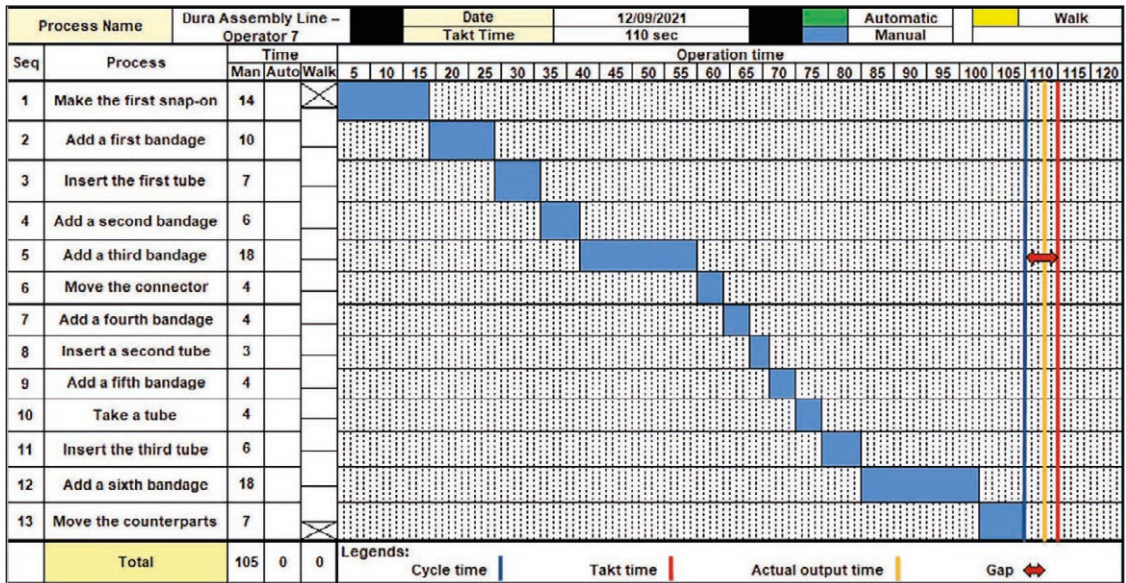 Process Name Dura Assembly Line – Operator 7 Date 12/09/2021 Automatic Walk
Takt Time 110 sec Manual
Seq Process Time Operation time
Man Auto Walk 5 10 15 20 25 30 35 40 45 50 55 60 65 70 75 80 85 90 95 100 105 110 115 120
1 Make the first snap-on 14
2 Add a first bandage 10
3 Insert the first tube 7
4 Add a second bandage 6
5 Add a third bandage 18
6 Move the connector 4
7 Add a fourth bandage 4
8 Insert a second tube 3
9 Add a fifth bandage 4
10 Take a tube 4
11 Insert the third tube 6
12 Add a sixth bandage 18
13 Move the counterparts 7
Total 105 0 0
Legends:
Cycle time Takt time Actual output time Gap